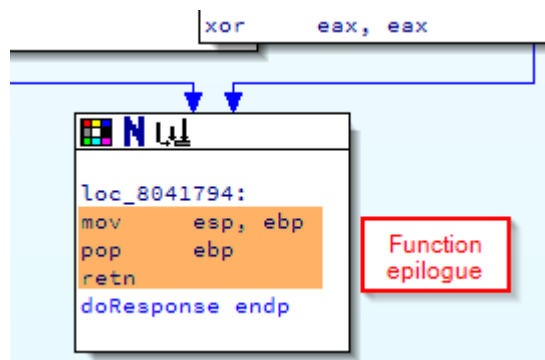 xor eax, eax
N
loc_8041794:
mov esp, ebp
pop ebp
retn
doResponse endp
Function
epilogue